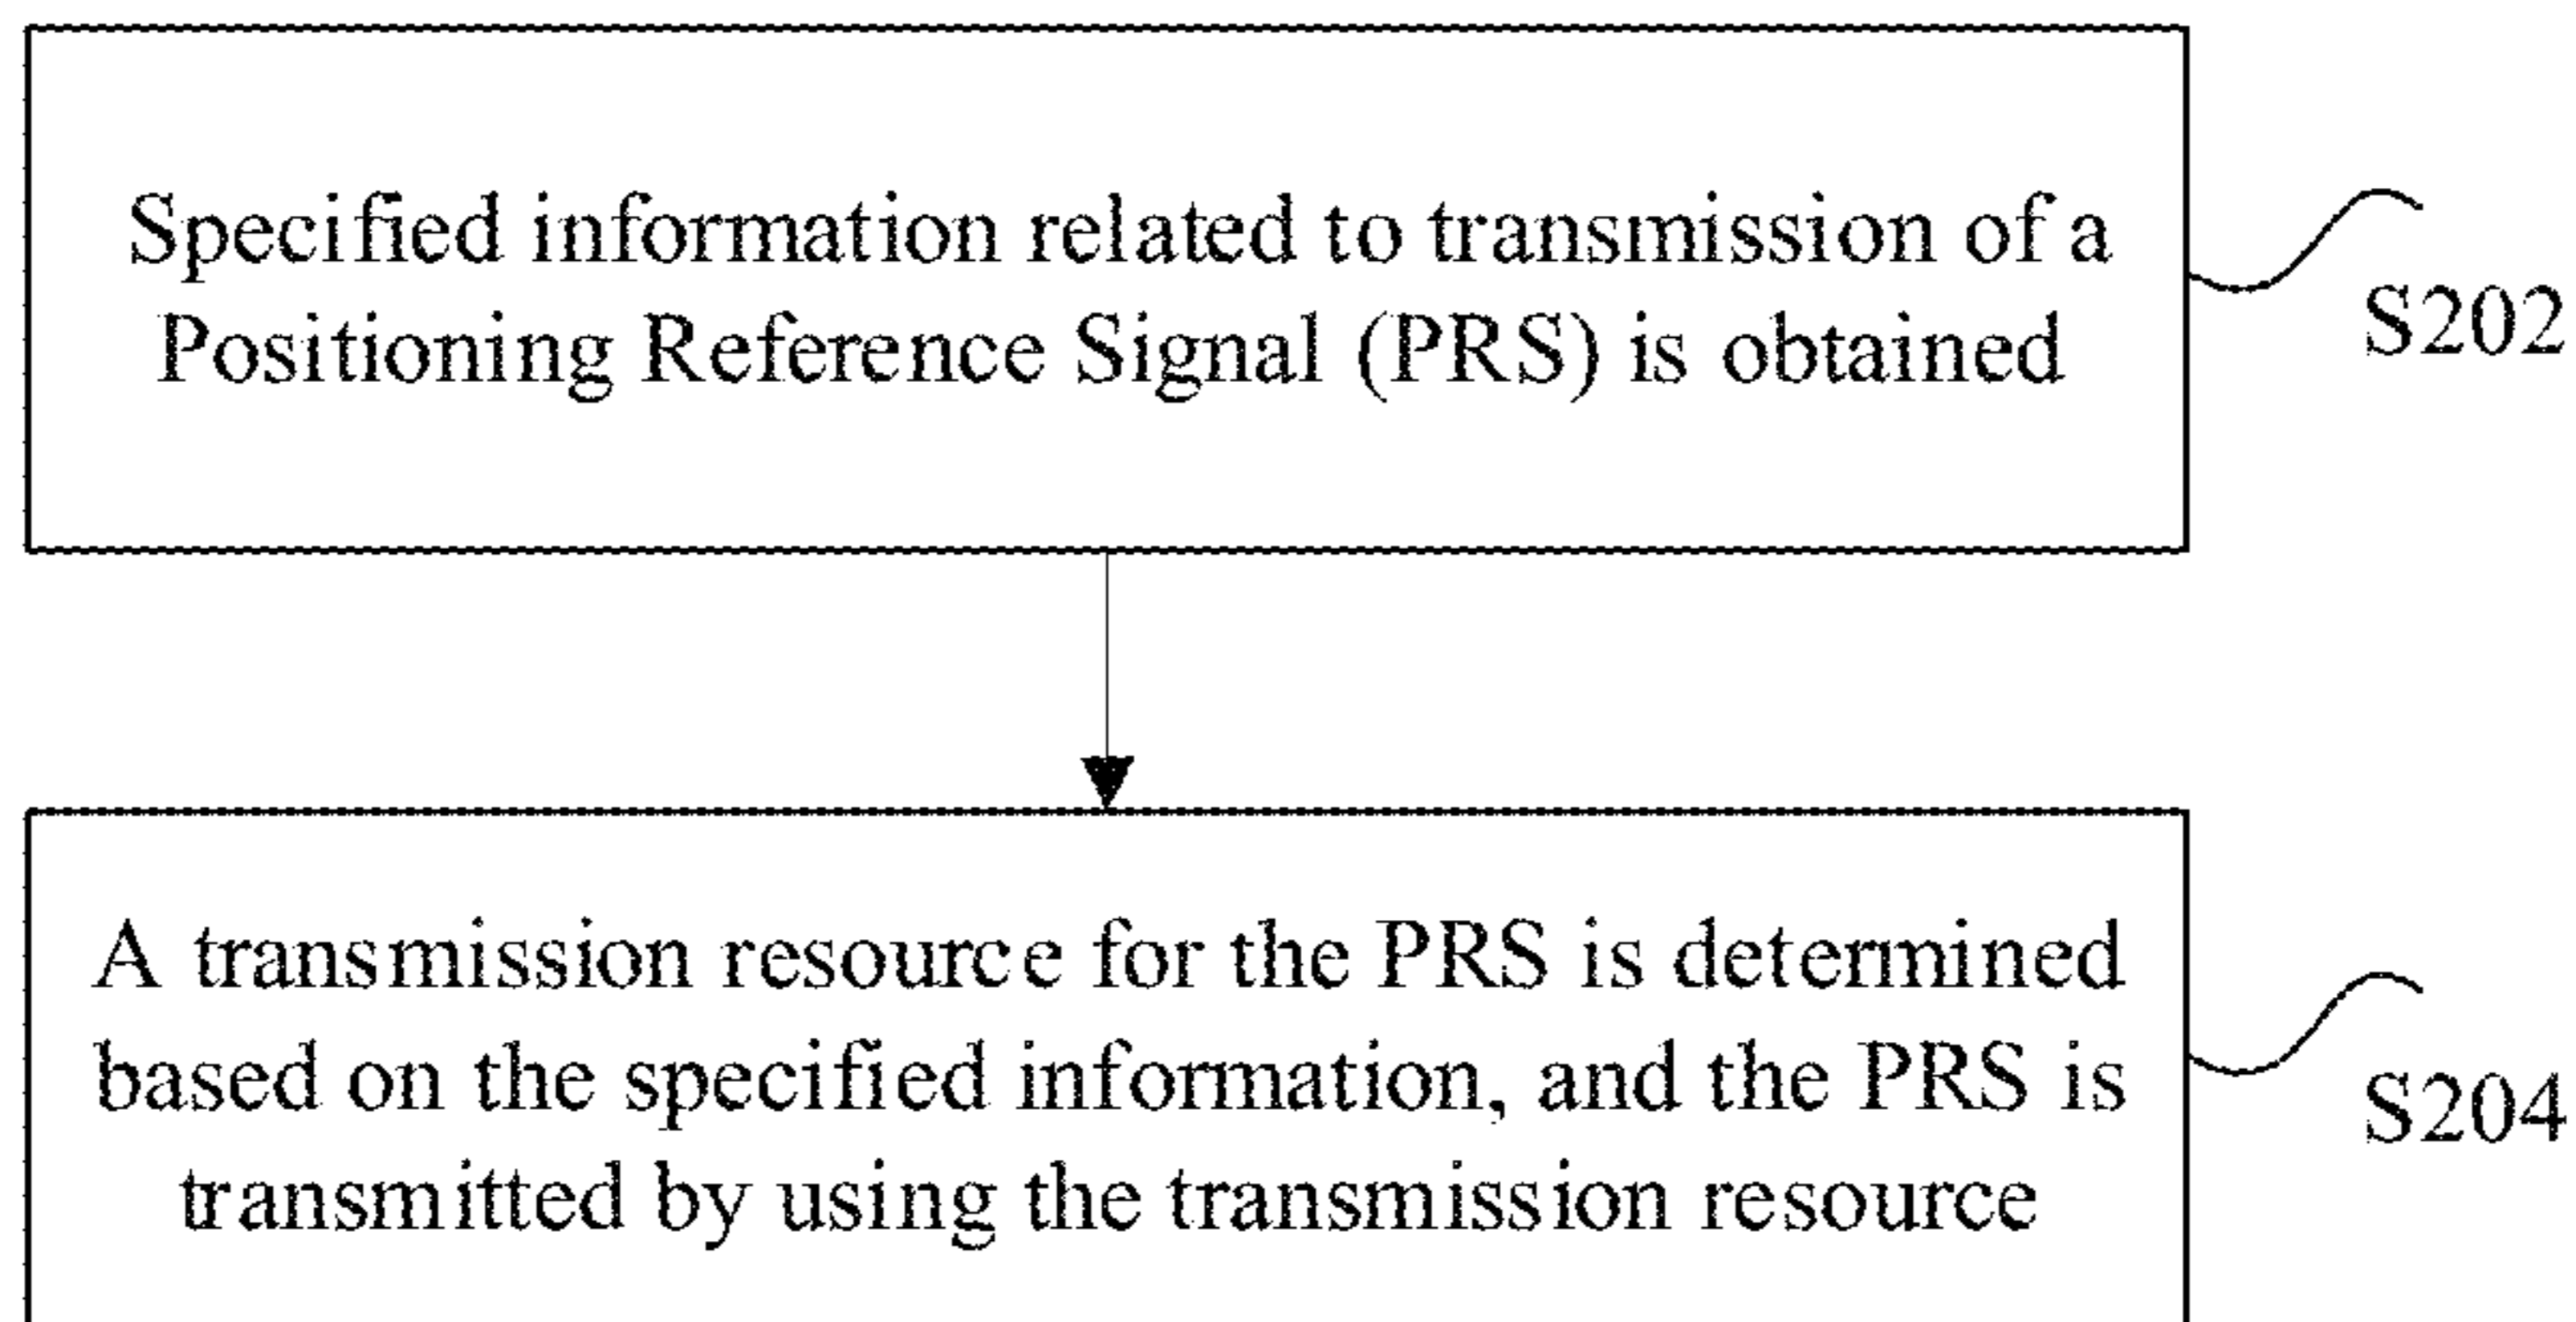 Specified information related to transmission of a
Positioning Reference Signal (PRS) is obtained
S202
A transmission resource for the PRS is determined
based on the specified information, and the PRS is
transmitted by using the transmission resource
S204